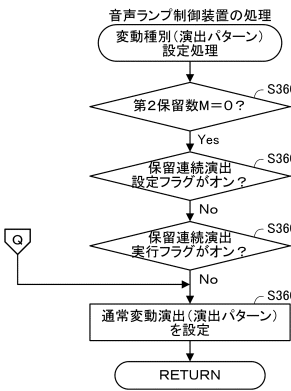 音声ランプ制御装置の処理
変動種別(演出パターン)
設定処理
S360
第2保留数M=0?
Yes
S360
保留連続演出
設定フラグがオン?
No
S360
保留連続演出
実行フラグがオン?
Q
No
S360
通常変動演出(演出パターン)
を設定
RETURN